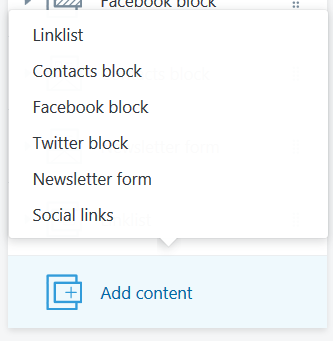 Facebook block
Linklist
Contacts block
Facebook block
Twitter block
Newsletter form
Social links
Add content